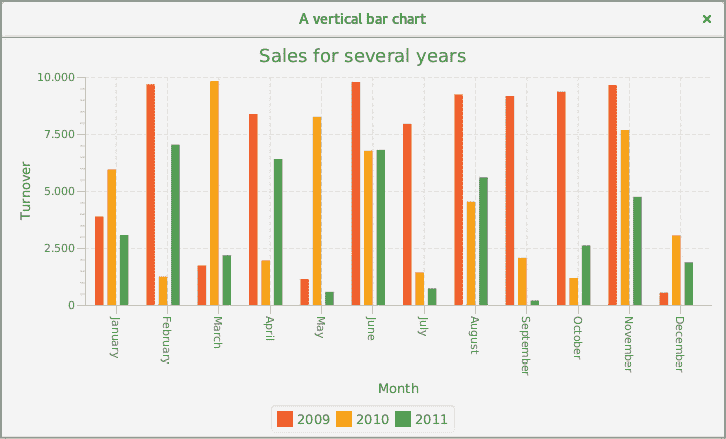 A vertical bar chart ×
Sales for several years
Turnover
10.000
7.500
5.000
2.500
0
January
February
March
April
May
June
July
August
September
October
November
December
Month
2009 2010 2011